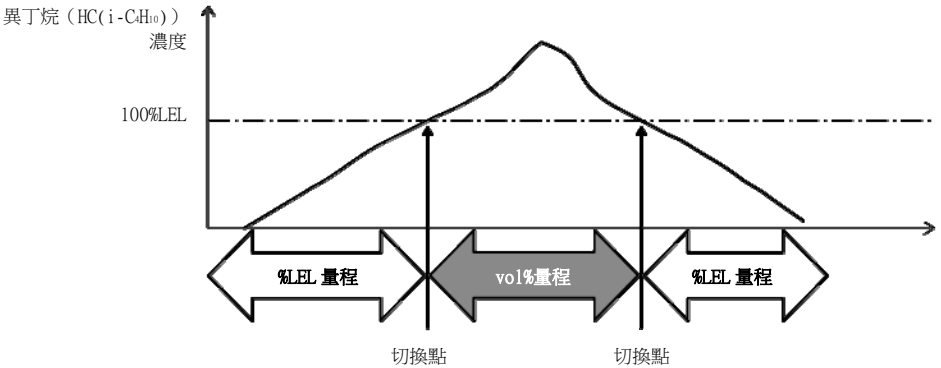 異丁烷（HC(i-C₄H₁₀)）
濃度
100%LEL
%LEL 量程
vol%量程
%LEL 量程
切換點
切換點